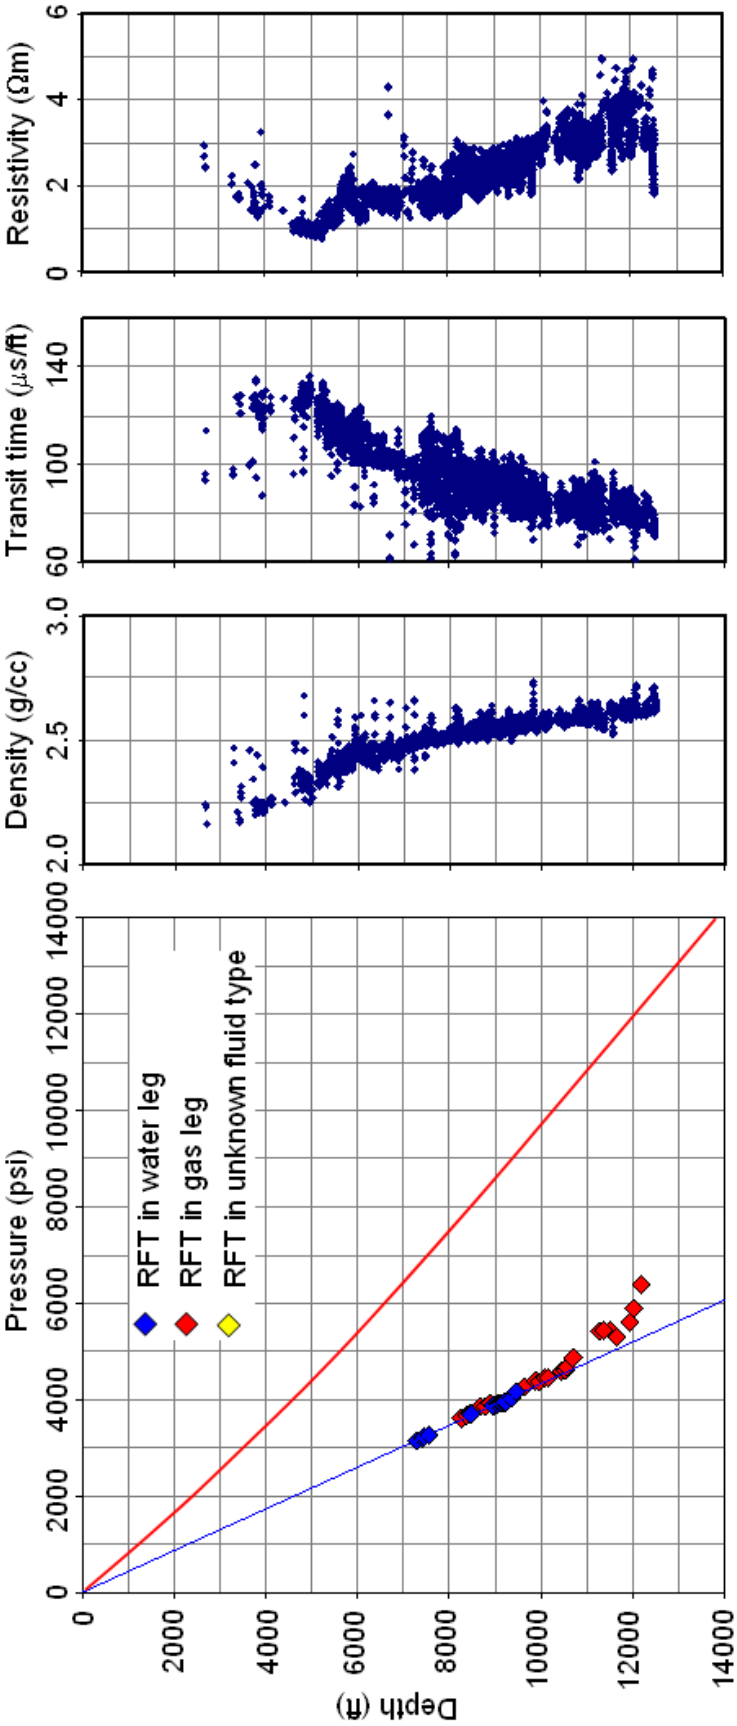 Pressure (psi)
0 2000 4000 6000 8000 10000 12000 14000
Density (g/cc)
2.0 2.5 3.0
Transit time (μs/ft)
60 100 140
Resistivity (Ωm)
0 2 4 6
Depth (ft)
0
2000
4000
6000
8000
10000
12000
14000
RFT in water leg
RFT in gas leg
RFT in unknown fluid type